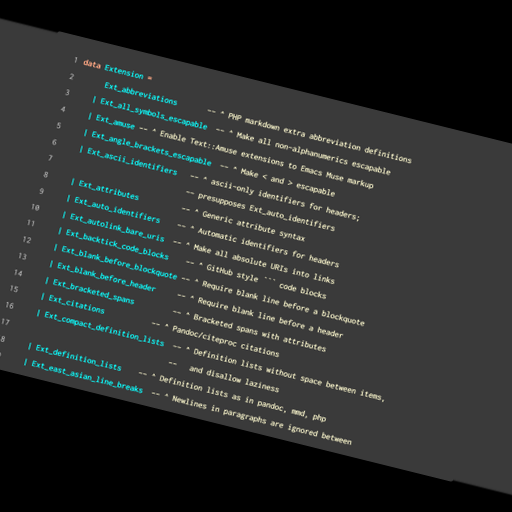 1 data Extension =
2 Ext_abbreviations -- ^ PHP markdown extra abbreviation definitions
3 | Ext_all_symbols_escapable -- ^ Make all non-alphanumerics escapable
4 | Ext_amuse -- ^ Enable Text::Amuse extensions to Emacs Muse markup
5 | Ext_angle_brackets_escapable -- ^ Make < and > escapable
6 | Ext_ascii_identifiers -- ^ ascii-only identifiers for headers;
7 -- presupposes Ext_auto_identifiers
8 | Ext_attributes -- ^ Generic attribute syntax
9 | Ext_auto_identifiers -- ^ Automatic identifiers for headers
10 | Ext_autolink_bare_uris -- ^ Make all absolute URIs into links
11 | Ext_backtick_code_blocks -- ^ GitHub style ``` code blocks
12 | Ext_blank_before_blockquote -- ^ Require blank line before a blockquote
13 | Ext_blank_before_header -- ^ Require blank line before a header
14 | Ext_bracketed_spans -- ^ Bracketed spans with attributes
15 | Ext_citations -- ^ Pandoc/citeproc citations
16 | Ext_compact_definition_lists -- ^ Definition lists without space between items,
17 -- and disallow laziness
8 | Ext_definition_lists -- ^ Definition lists as in pandoc, mmd, php
| Ext_east_asian_line_breaks -- ^ Newlines in paragraphs are ignored between